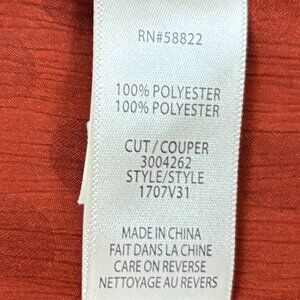 RN#58822
100% POLYESTER
100% POLYESTER
CUT/COUPER
3004262
STYLE/STYLE
1707V31
MADE IN CHINA
FAIT DANS LA CHINE
CARE ON REVERSE
NETTOYAGE AU REVERS